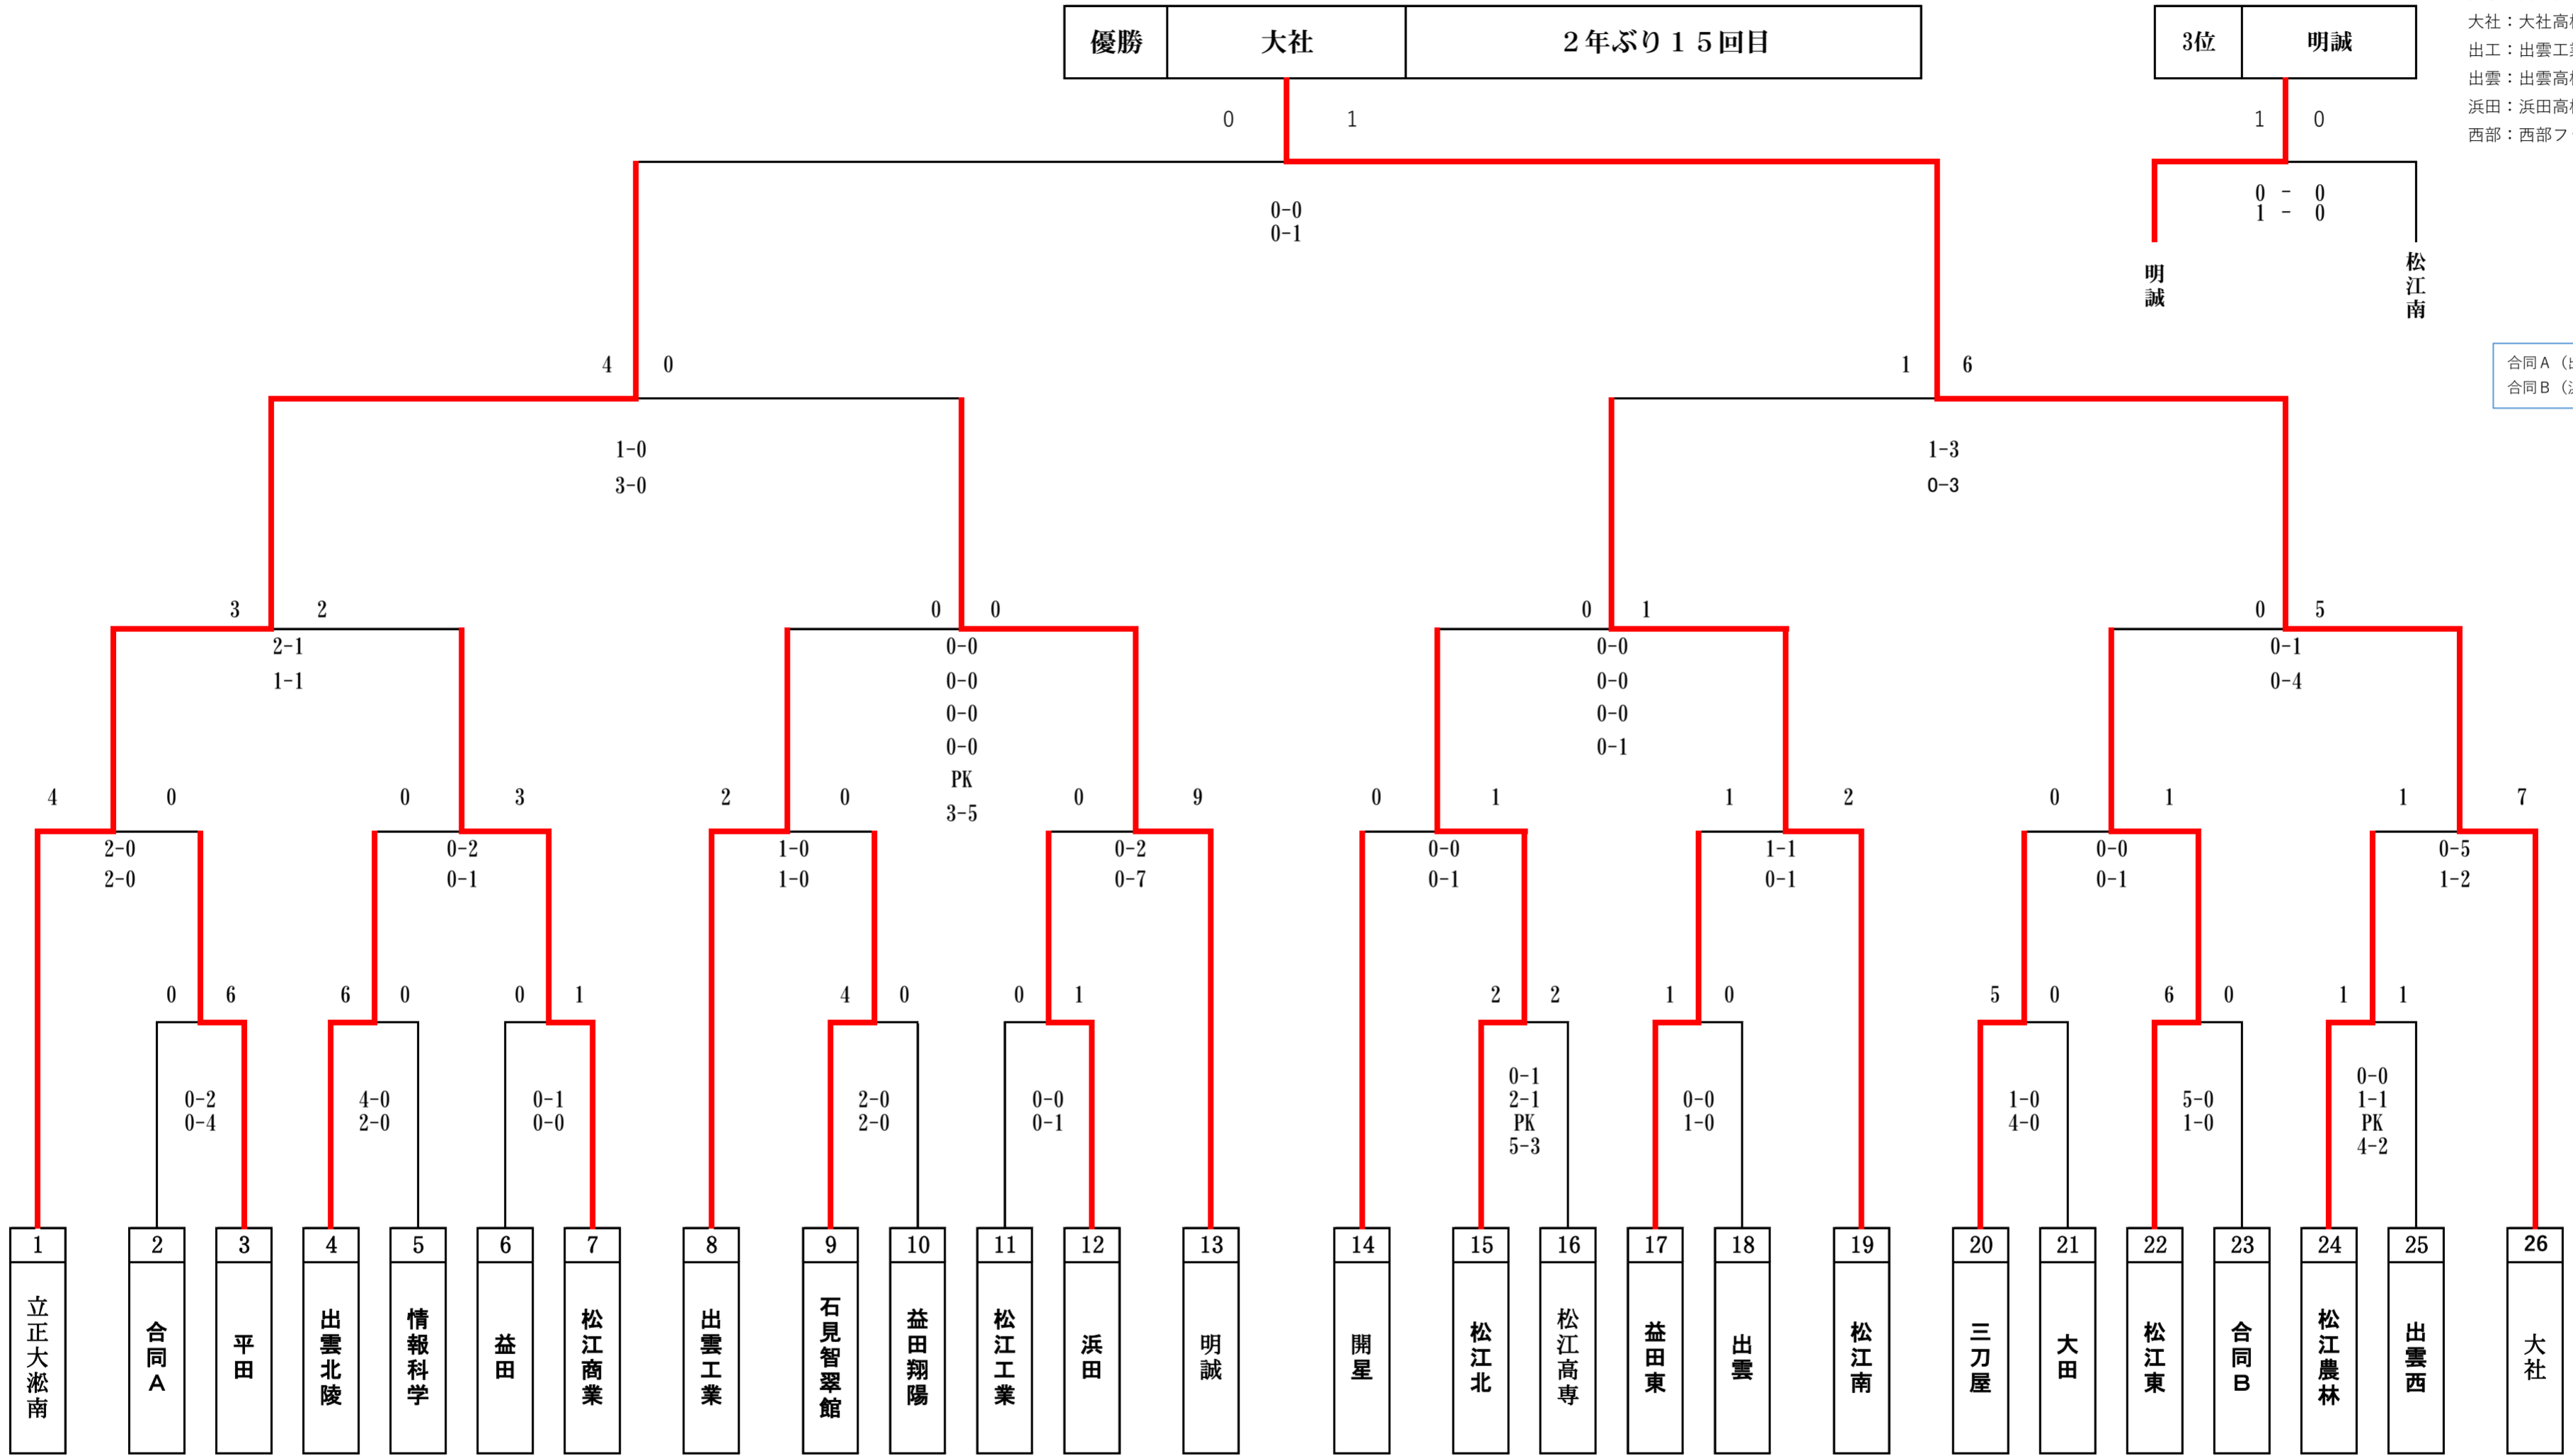 優勝 大社 ２年ぶり１５回目
3位 明誠
大社：大社高
出工：出雲工
出雲：出雲高
浜田：浜田高
西部：西部フ
0 1
1 0
0-0
0-1
0 - 0
1 - 0
明誠
松江南
4 0
1 6
合同Ａ（
合同Ｂ（
1-0
3-0
1-3
0-3
3 2
0 0
0 1
0 5
2-1
1-1
0-0
0-0
0-0
0-0
PK
3-5
0-0
0-0
0-0
0-1
0-1
0-4
4 0
0 3
2 0
0 9
0 1
1 2
0 1
1 7
2-0
2-0
0-2
0-1
1-0
1-0
0-2
0-7
0-0
0-1
1-1
0-1
0-0
0-1
0-5
1-2
0 6
6 0
0 1
4 0
0 1
2 2
1 0
5 0
6 0
1 1
0-2
0-4
4-0
2-0
0-1
0-0
2-0
2-0
0-0
0-1
0-1
2-1
PK
5-3
0-0
1-0
1-0
4-0
5-0
1-0
0-0
1-1
PK
4-2
1 2 3 4 5 6 7 8 9 10 11 12 13 14 15 16 17 18 19 20 21 22 23 24 25 26
立正大淞南
合同Ａ
平田
出雲北陵
情報科学
益田
松江商業
出雲工業
石見智翠館
益田翔陽
松江工業
浜田
明誠
開星
松江北
松江高専
益田東
出雲
松江南
三刀屋
大田
松江東
合同Ｂ
松江農林
出雲西
大社